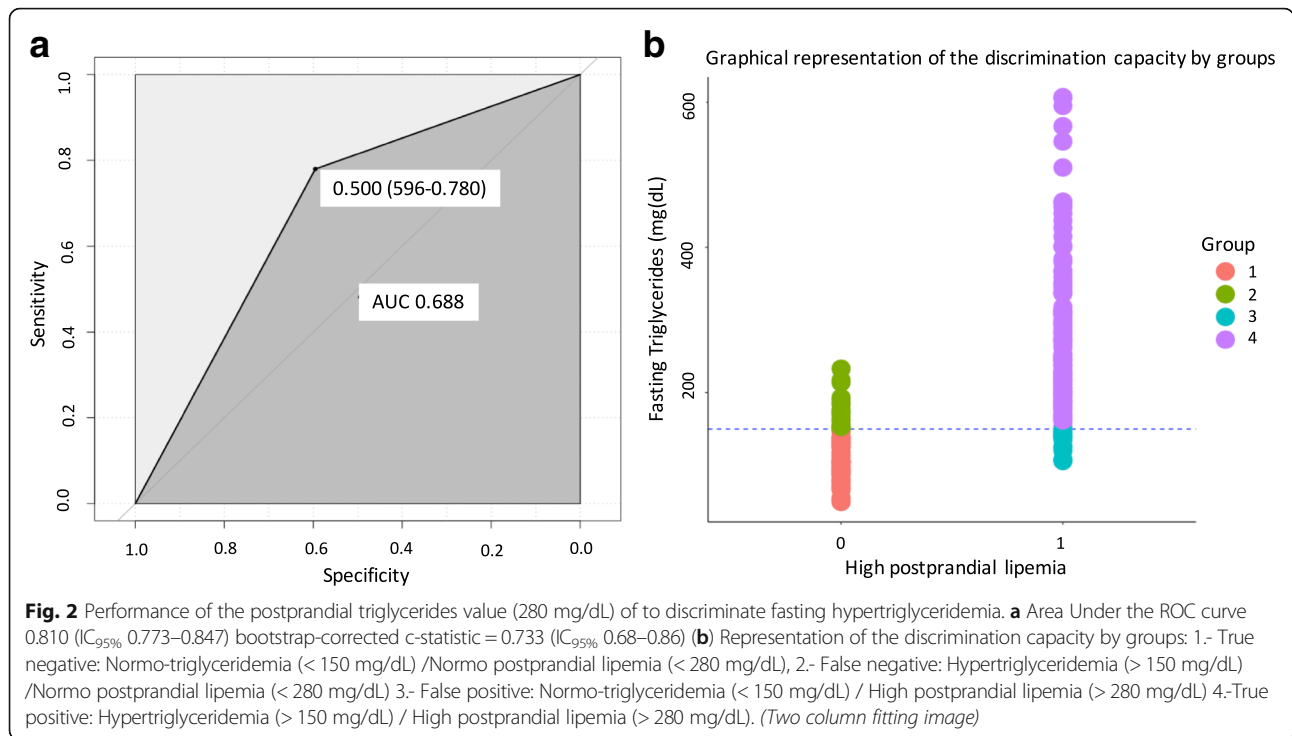 a
1.0
0.8
0.6
0.4
0.2
0.0
Sensitivity
0.500 (596-0.780)
AUC 0.688
1.0
0.8
0.6
0.4
0.2
0.0
Specificity
b
Graphical representation of the discrimination capacity by groups
600
400
200
Fasting Triglycerides (mg(dL)
0
1
High postprandial lipemia
Group
1
2
3
4
Fig. 2 Performance of the postprandial triglycerides value (280 mg/dL) of to discriminate fasting hypertriglyceridemia. a Area Under the ROC curve
0.810 (IC95% 0.773–0.847) bootstrap-corrected c-statistic = 0.733 (IC95% 0.68–0.86) (b) Representation of the discrimination capacity by groups: 1.- True
negative: Normo-triglyceridemia (< 150 mg/dL) /Normo postprandial lipemia (< 280 mg/dL), 2.- False negative: Hypertriglyceridemia (> 150 mg/dL)
/Normo postprandial lipemia (< 280 mg/dL) 3.- False positive: Normo-triglyceridemia (< 150 mg/dL) / High postprandial lipemia (> 280 mg/dL) 4.-True
positive: Hypertriglyceridemia (> 150 mg/dL) / High postprandial lipemia (> 280 mg/dL). (Two column fitting image)